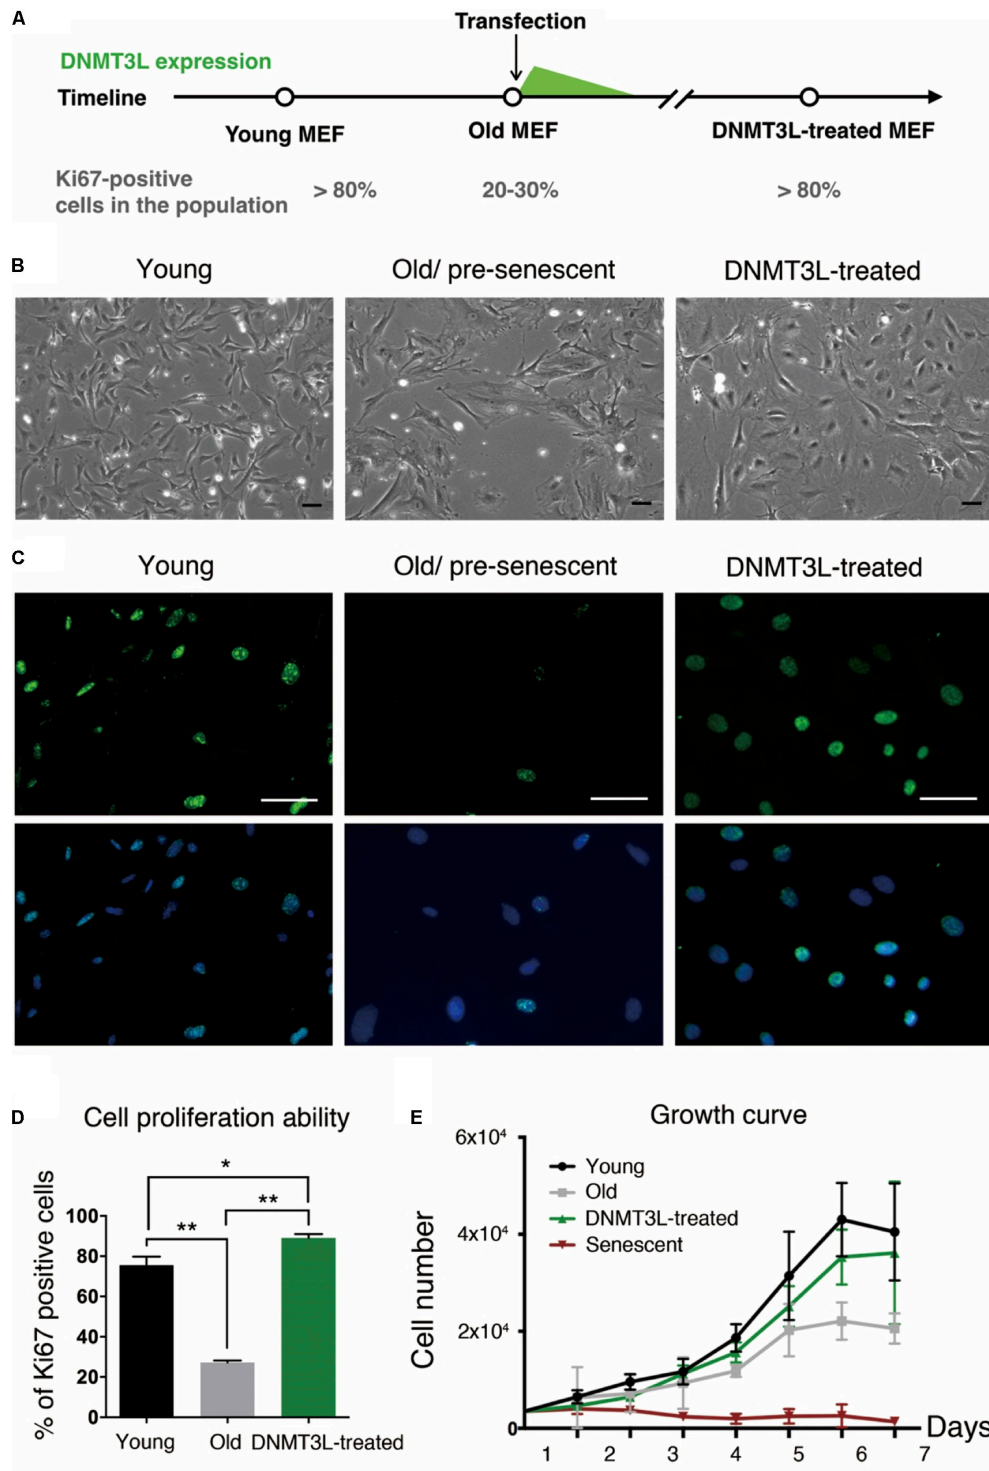 A
Transfection
DNMT3L expression
Timeline
Young MEF
Old MEF
DNMT3L-treated MEF
Ki67-positive
cells in the population
> 80%
20-30%
> 80%
B
Young
Old/ pre-senescent
DNMT3L-treated
C
Young
Old/ pre-senescent
DNMT3L-treated
D
Cell proliferation ability
% of Ki67 positive cells
100
80
60
40
20
0
*
**
**
Young
Old
DNMT3L-treated
E
Growth curve
Cell number
6x10⁴
4x10⁴
2x10⁴
0
Young
Old
DNMT3L-treated
Senescent
1 2 3 4 5 6 7
Days